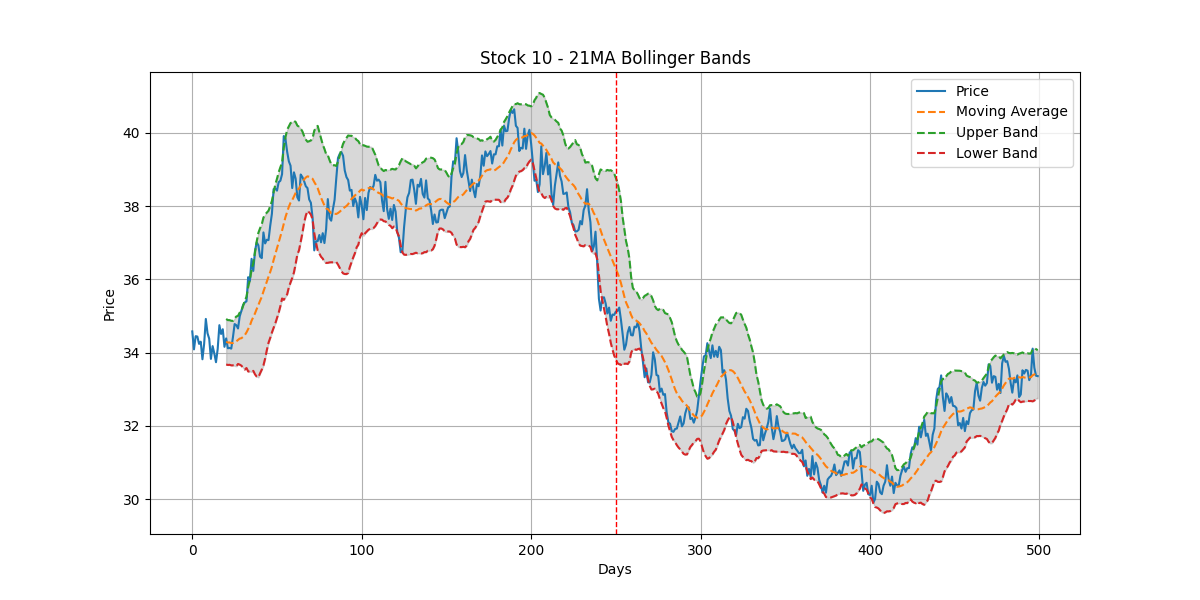 Stock 10 - 21MA Bollinger Bands
Price
Moving Average
Upper Band
Lower Band
40
38
36
34
32
30
Price
0
100
200
300
400
500
Days